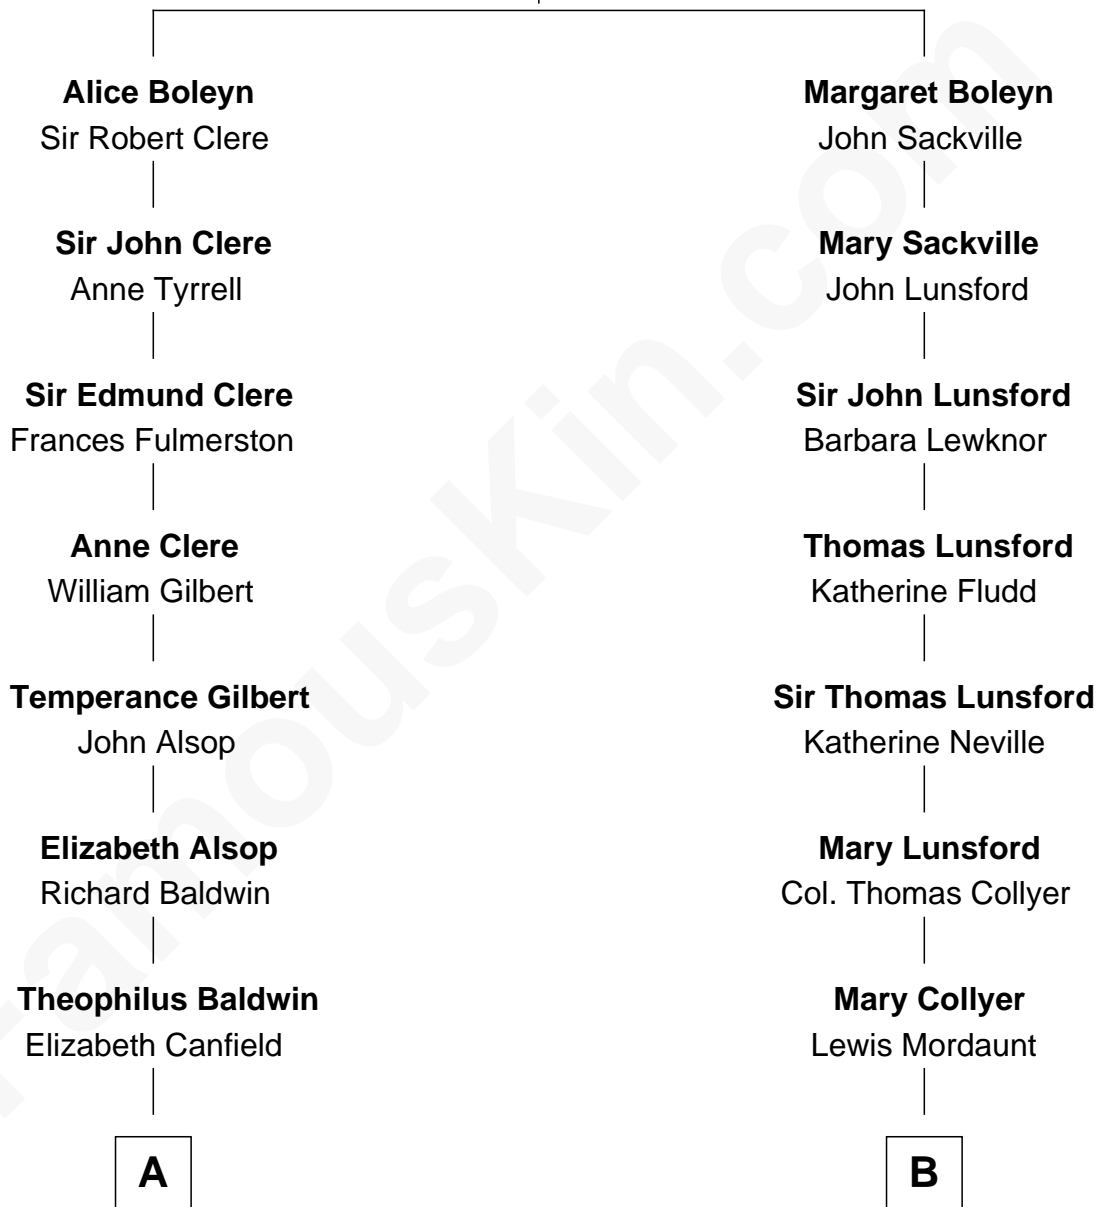 Alice Boleyn
Sir Robert Clere
Margaret Boleyn
John Sackville
Sir John Clere
Anne Tyrrell
Mary Sackville
John Lunsford
Sir Edmund Clere
Frances Fulmerston
Sir John Lunsford
Barbara Lewknor
Anne Clere
William Gilbert
Thomas Lunsford
Katherine Fludd
Temperance Gilbert
John Alsop
Sir Thomas Lunsford
Katherine Neville
Elizabeth Alsop
Richard Baldwin
Mary Lunsford
Col. Thomas Collyer
Theophilus Baldwin
Elizabeth Canfield
Mary Collyer
Lewis Mordaunt
A
B
FamousKin.com